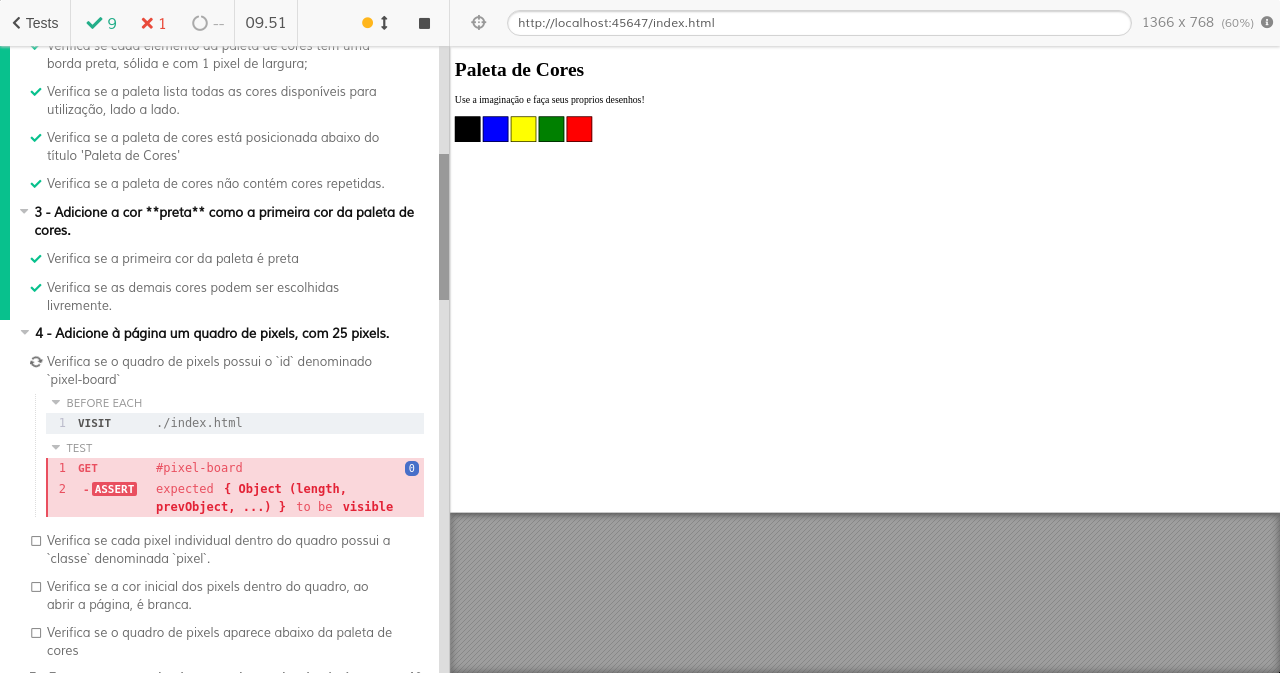 Tests
9
1
--
09.51
http://localhost:45647/index.html
1366 x 768 (60%)
Verifica se cada elemento da paleta de cores tem uma
borda preta, sólida e com 1 pixel de largura;
Verifica se a paleta lista todas as cores disponíveis para
utilização, lado a lado.
Verifica se a paleta de cores está posicionada abaixo do
título 'Paleta de Cores'
Verifica se a paleta de cores não contém cores repetidas.
3 - Adicione a cor **preta** como a primeira cor da paleta de
cores.
Verifica se a primeira cor da paleta é preta
Verifica se as demais cores podem ser escolhidas
livremente.
4 - Adicione à página um quadro de pixels, com 25 pixels.
Verifica se o quadro de pixels possui o `id` denominado
`pixel-board`
BEFORE EACH
1 VISIT ./index.html
TEST
1 GET #pixel-board 0
2 - ASSERT expected { Object (length,
prevObject, ...) } to be visible
Verifica se cada pixel individual dentro do quadro possui a
`classe` denominada `pixel`.
Verifica se a cor inicial dos pixels dentro do quadro, ao
abrir a página, é branca.
Verifica se o quadro de pixels aparece abaixo da paleta de
cores
Paleta de Cores
Use a imaginação e faça seus proprios desenhos!